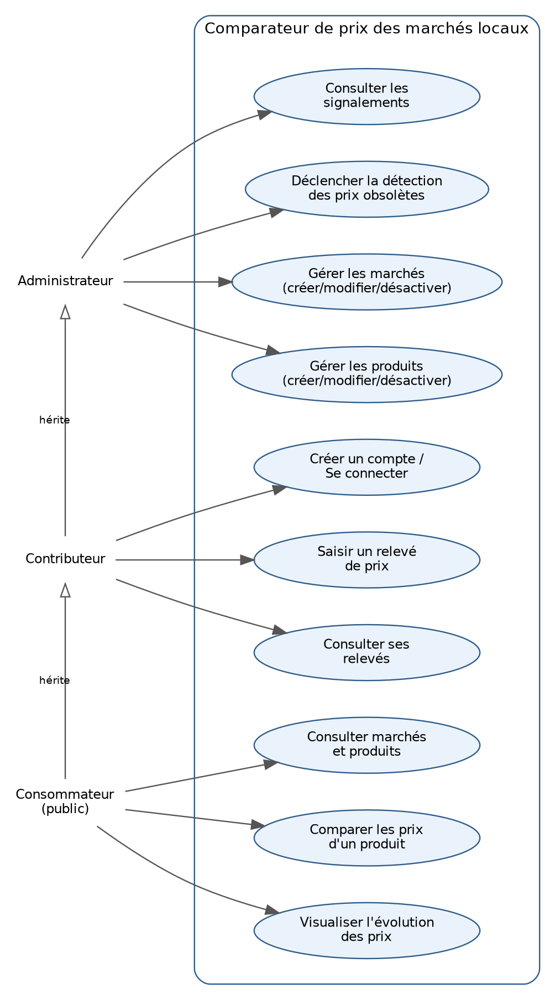 Comparateur de prix des marchés locaux
Consulter les
signalements
Déclencher la détection
des prix obsolètes
Administrateur
Gérer les marchés
(créer/modifier/désactiver)
Gérer les produits
(créer/modifier/désactiver)
hérite
Créer un compte /
Se connecter
Contributeur
Saisir un relevé
de prix
Consulter ses
relevés
hérite
Consulter marchés
et produits
Consommateur
(public)
Comparer les prix
d'un produit
Visualiser l'évolution
des prix